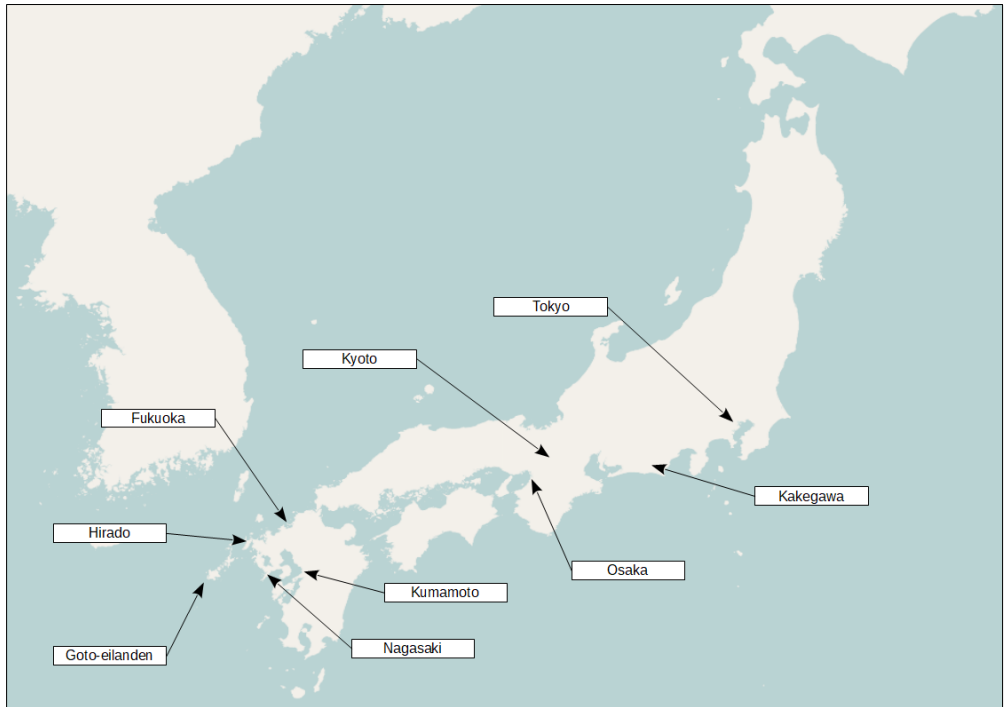 Tokyo
Kyoto
Fukuoka
Kakegawa
Hirado
Osaka
Kumamoto
Nagasaki
Goto-eilanden